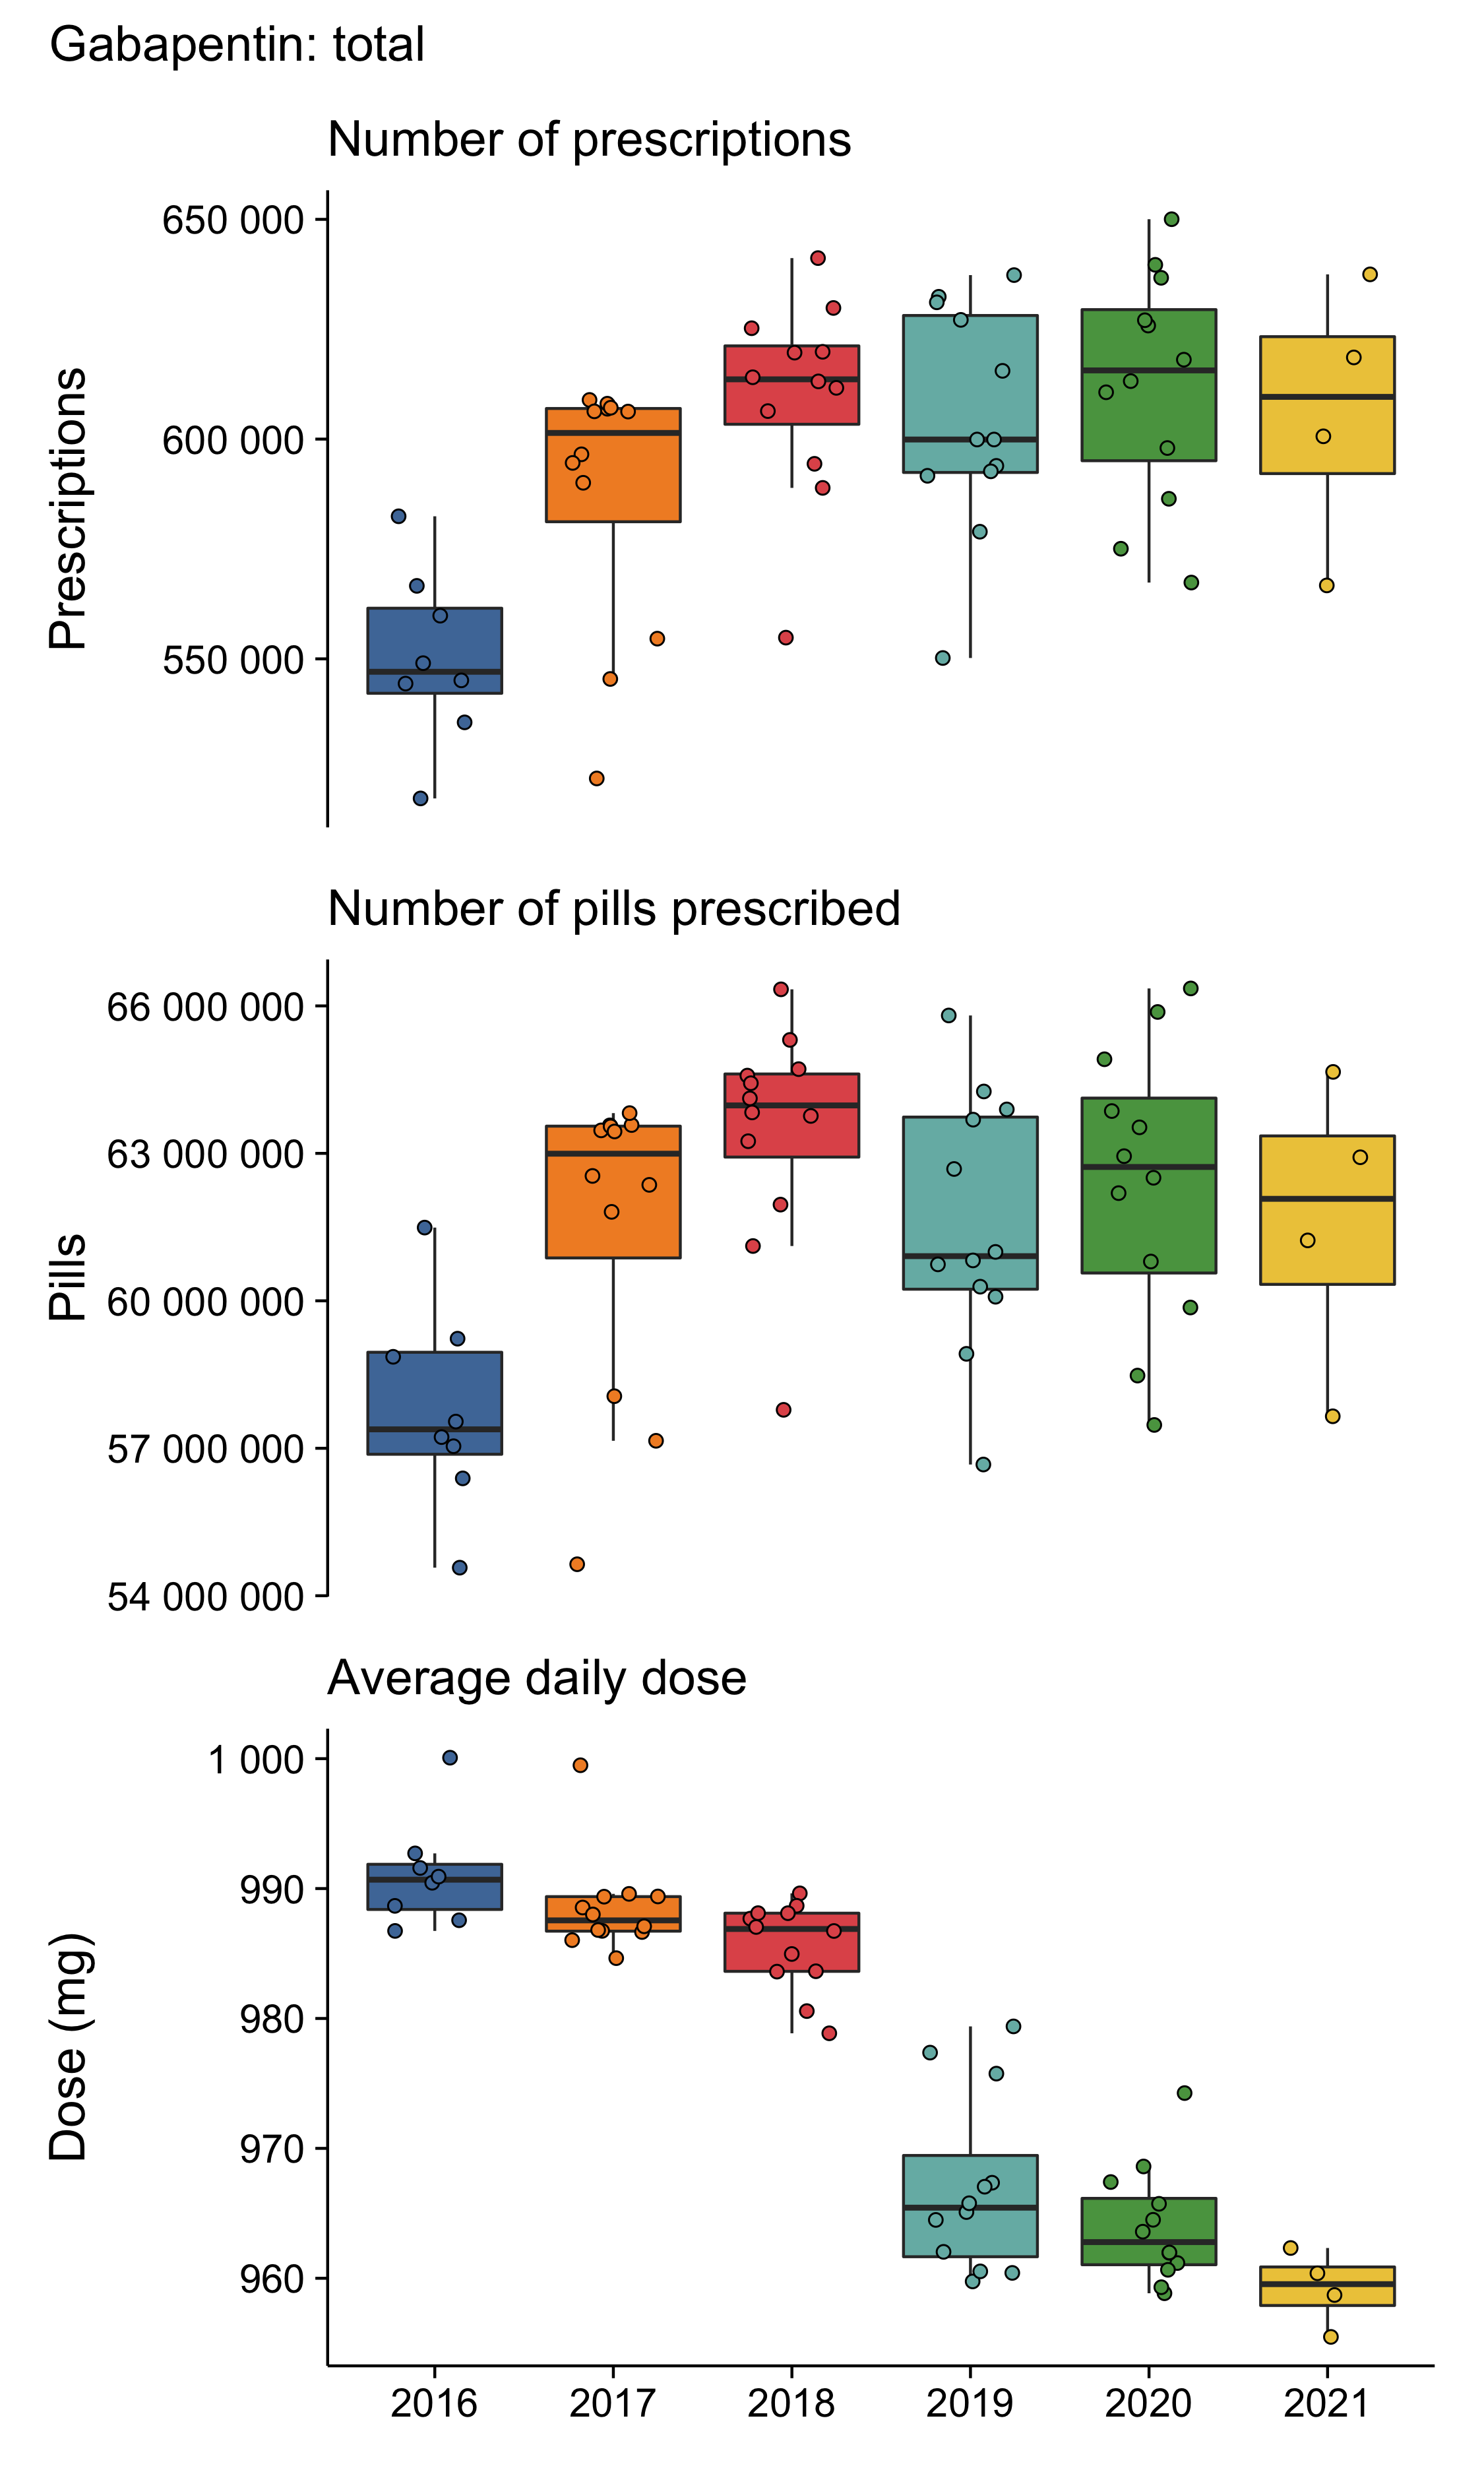 Gabapentin: total
Number of prescriptions
Prescriptions
650 000
600 000
550 000
Number of pills prescribed
Pills
66 000 000
63 000 000
60 000 000
57 000 000
54 000 000
Average daily dose
Dose (mg)
1 000
990
980
970
960
2016 2017 2018 2019 2020 2021